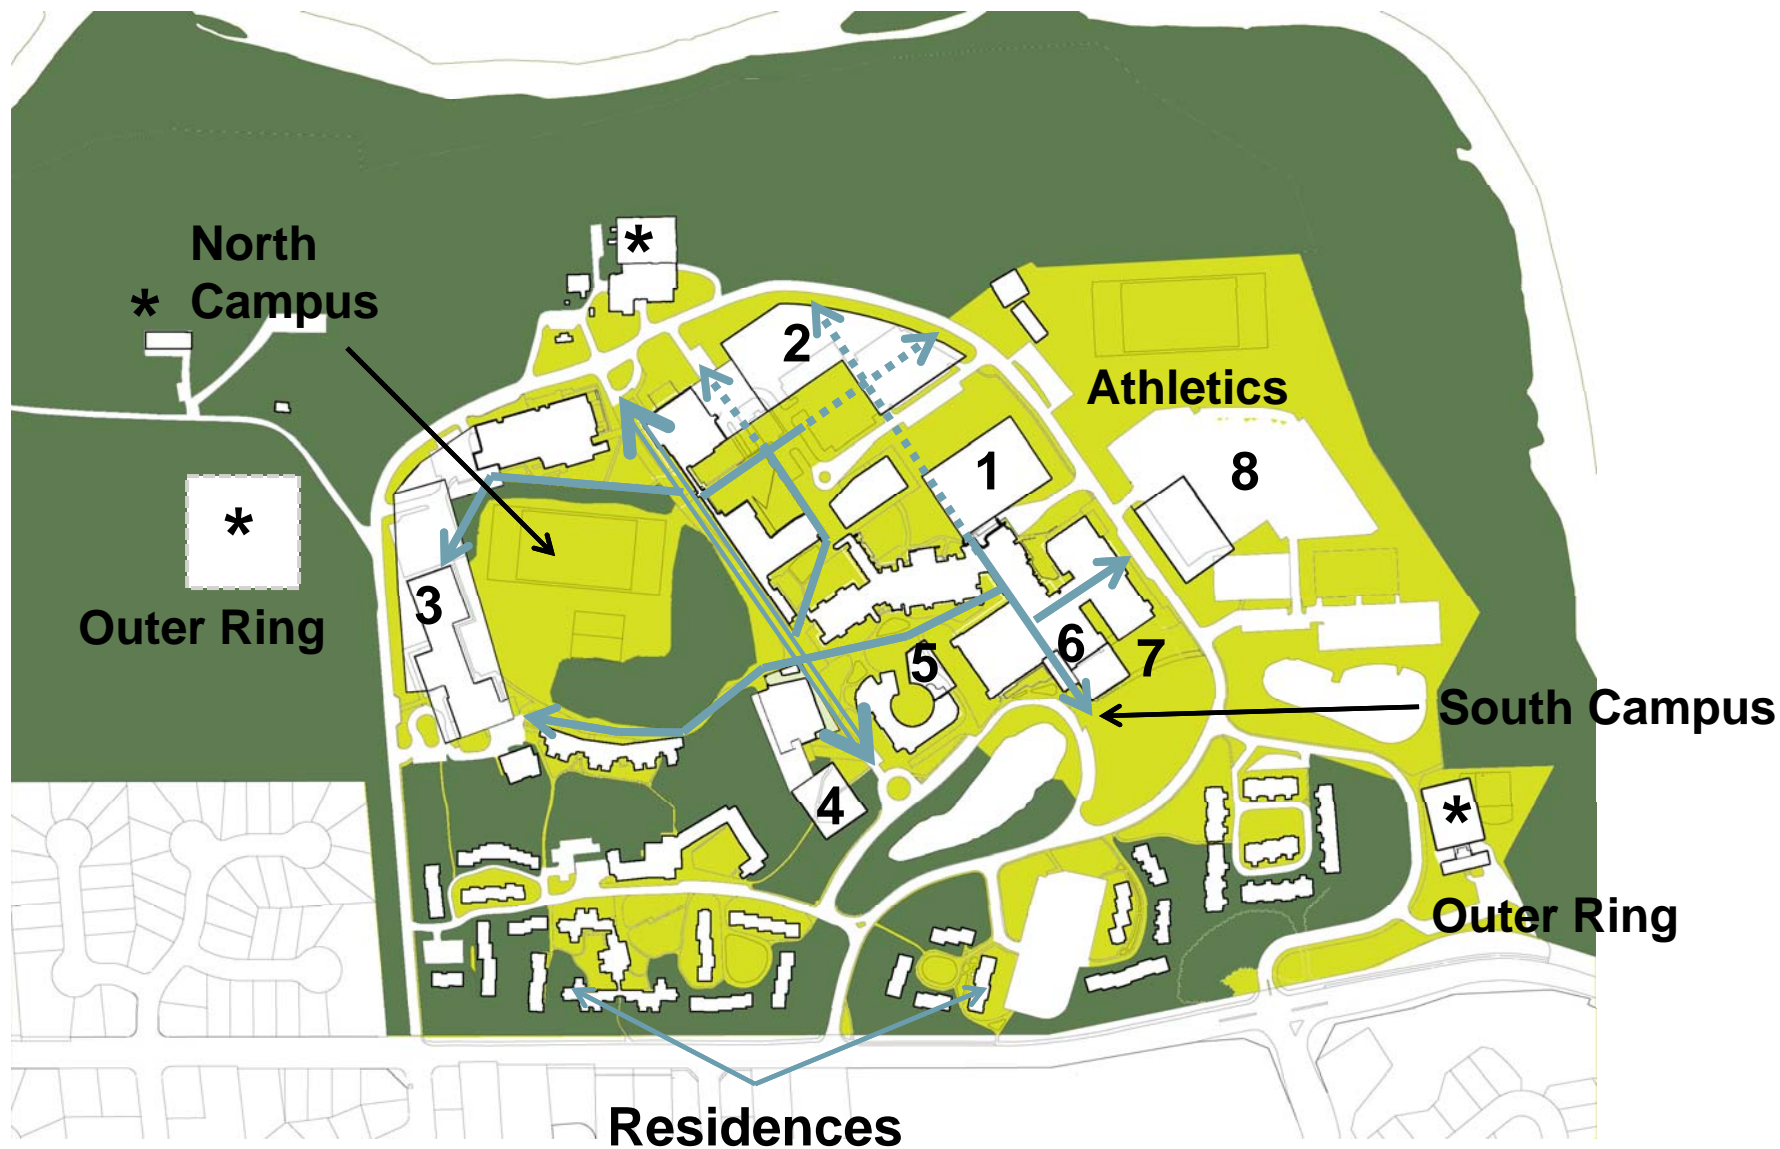 North
Campus
*
*
2
Athletics
1
8
*
3
Outer Ring
5
6
7
South Campus
4
*
Outer Ring
Residences